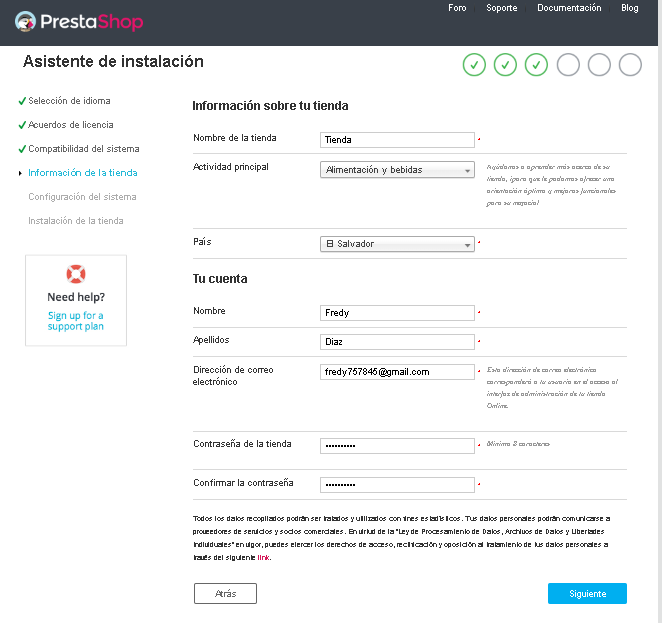 Foro Soporte Documentación Blog
PrestaShop
Asistente de instalación
Selección de idioma
Acuerdos de licencia
Compatibilidad del sistema
Información de la tienda
Configuración del sistema
Instalación de la tienda
Need help?
Sign up for a
support plan
Información sobre tu tienda
Nombre de la tienda Tienda *
Actividad principal Alimentación y bebidas
Ayúdanos a aprender más acerca de su
tienda, ¡para que le podamos ofrecer una
orientación óptima y mejoras funcionales
para su negocio!
País El Salvador *
Tu cuenta
Nombre Fredy *
Apellidos Diaz *
Dirección de correo
electrónico
fredy757845@gmail.com *
Esta dirección de correo electrónico
corresponderá a tu usuario en el acceso al
interfaz de administración de tu tienda
Online.
Contraseña de la tienda •••••••••• * Mínimo 8 caracteres
Confirmar la contraseña •••••••••• *
Todos los datos recopilados podrán ser tratados y utilizados con fines estadísticos. Tus datos personales podrán comunicarse a
proveedores de servicios y socios comerciales. En virtud de la "Ley de Procesamiento de Datos, Archivos de Datos y Libertades
Individuales" en vigor, puedes ejercer los derechos de acceso, rectificación y oposición al tratamiento de tus datos personales a
través del siguiente link.
Atrás Siguiente